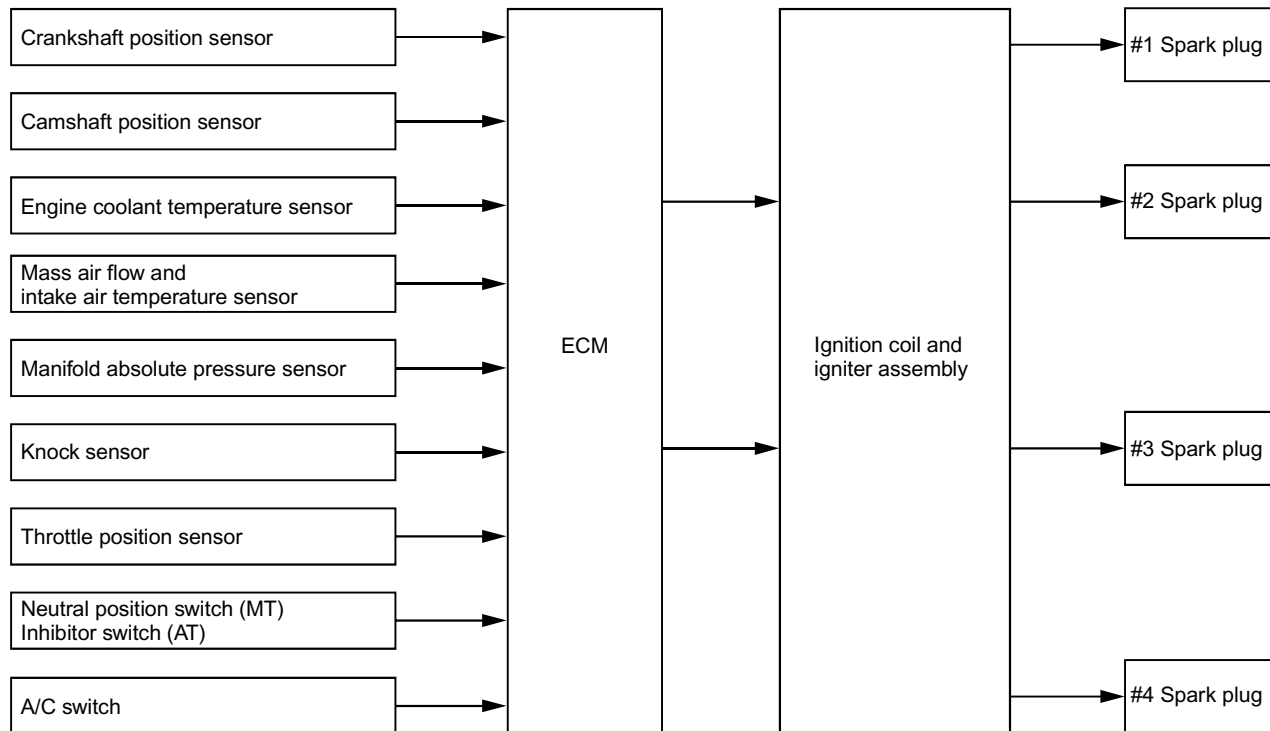 Crankshaft position sensor
Camshaft position sensor
Engine coolant temperature sensor
Mass air flow and
intake air temperature sensor
Manifold absolute pressure sensor
Knock sensor
Throttle position sensor
Neutral position switch (MT)
Inhibitor switch (AT)
A/C switch
ECM
Ignition coil and
igniter assembly
#1 Spark plug
#2 Spark plug
#3 Spark plug
#4 Spark plug